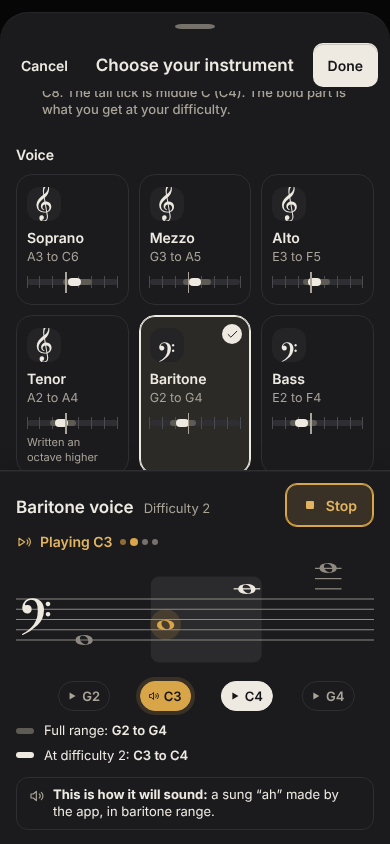 Cancel
Choose your instrument
Done
C8. The tall tick is middle C (C4). The bold part is
what you get at your difficulty.
Voice
Soprano
A3 to C6
Mezzo
G3 to A5
Alto
E3 to F5
Tenor
A2 to A4
Written an
octave higher
Baritone
G2 to G4
Bass
E2 to F4
Baritone voice
Difficulty 2
Stop
Playing C3
G2
C3
C4
G4
Full range: G2 to G4
At difficulty 2: C3 to C4
This is how it will sound: a sung “ah” made by
the app, in baritone range.